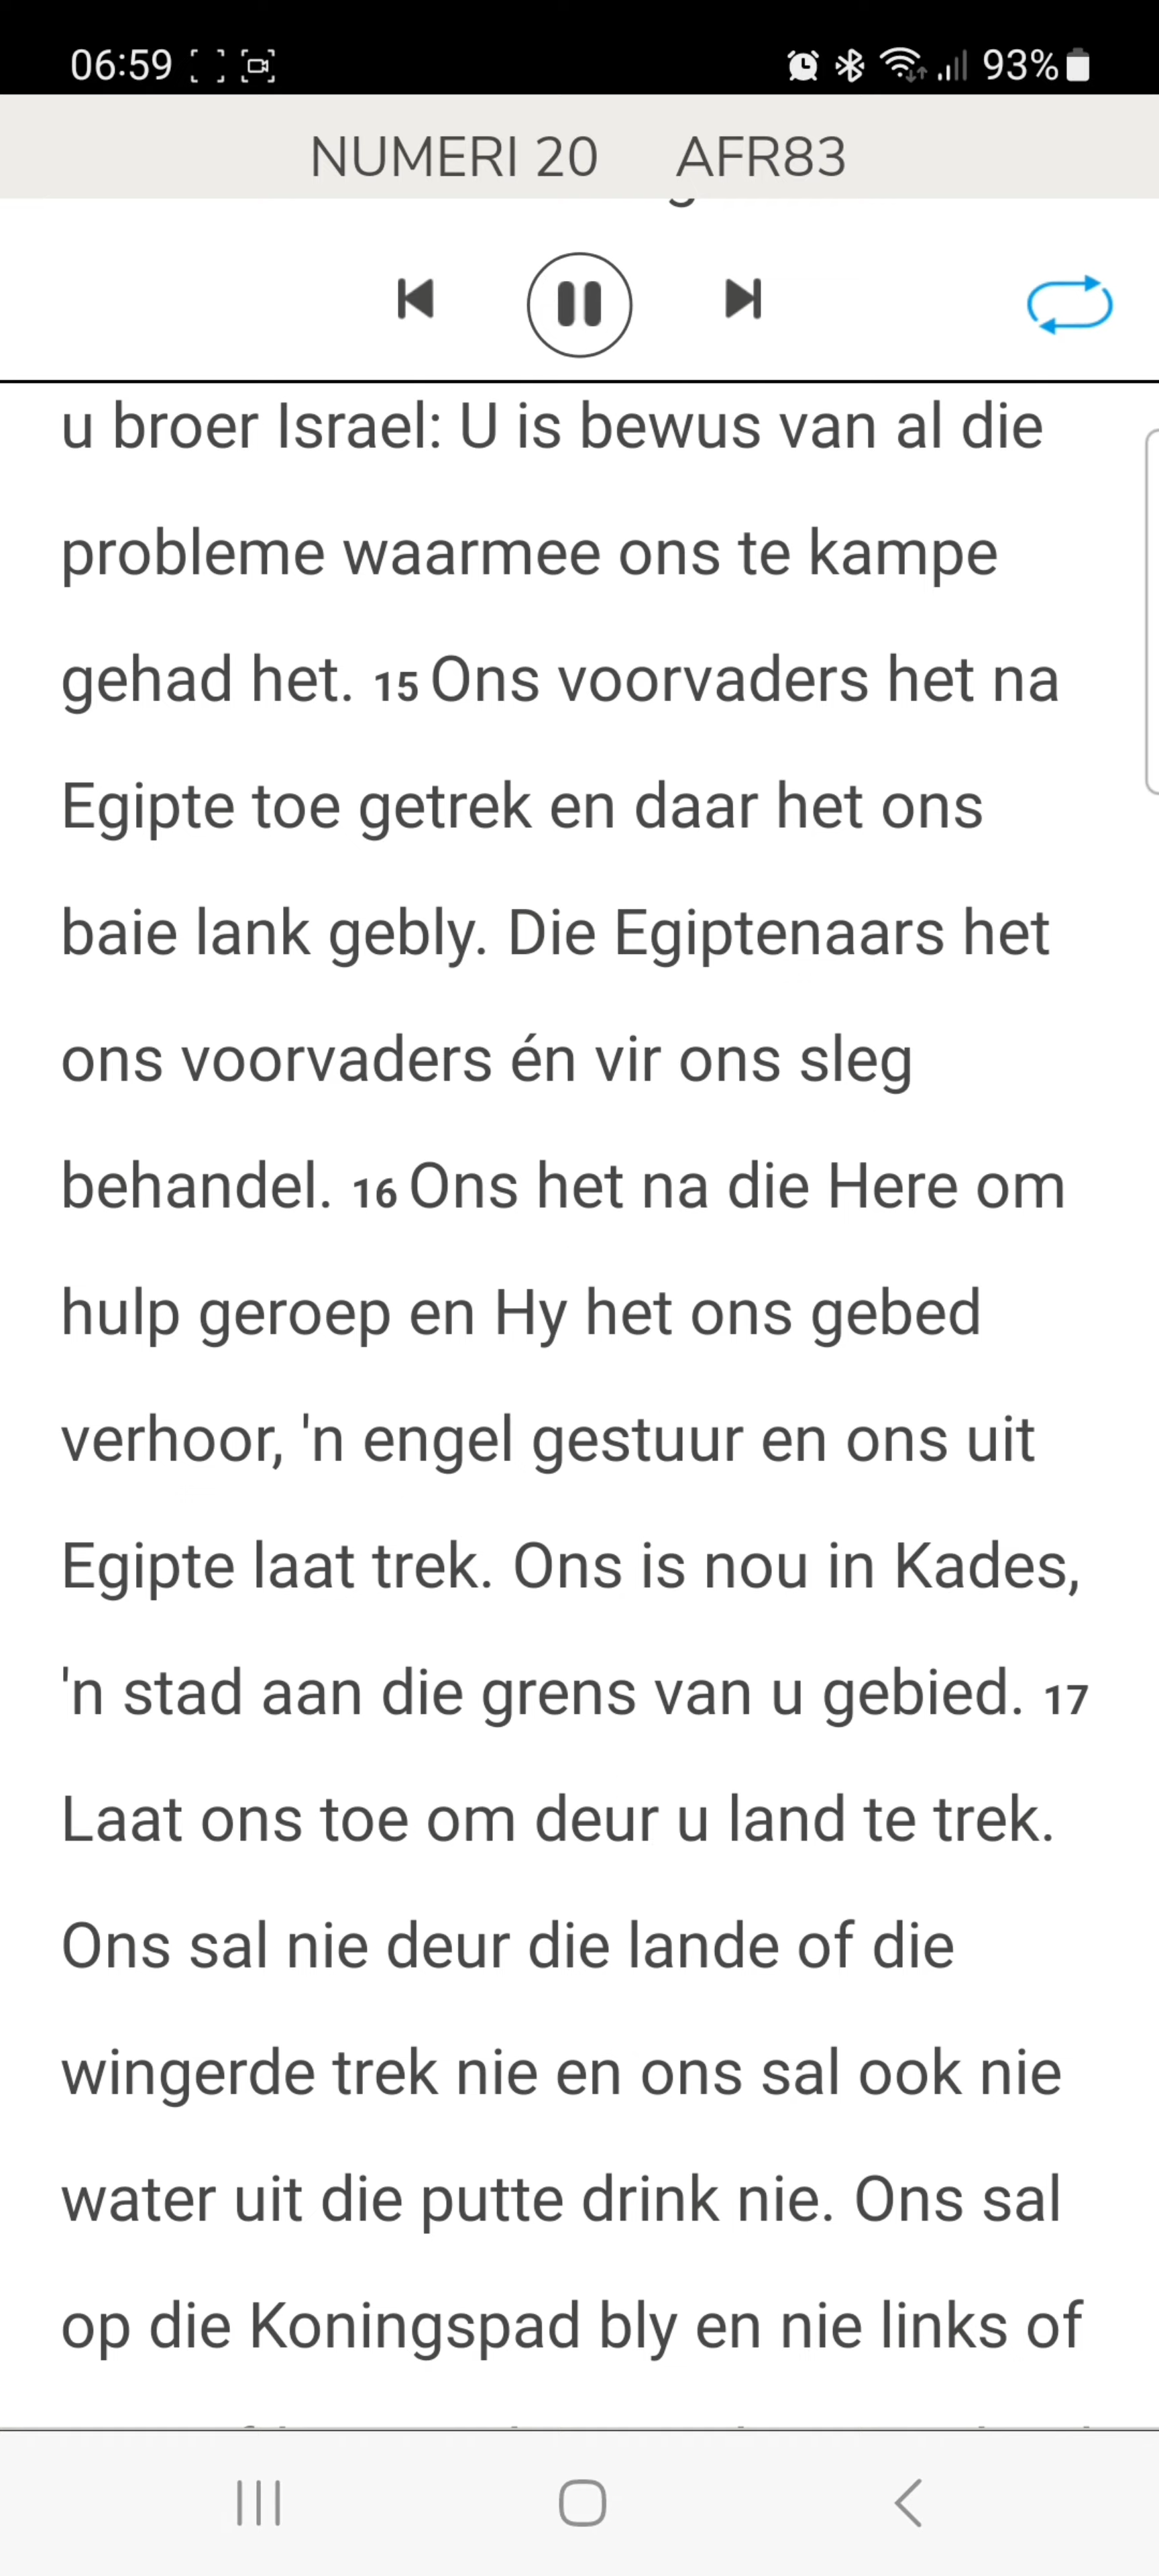 06:59 93%
NUMERI 20 AFR83
u broer Israel: U is bewus van al die
probleme waarmee ons te kampe
gehad het. 15 Ons voorvaders het na
Egipte toe getrek en daar het ons
baie lank gebly. Die Egiptenaars het
ons voorvaders én vir ons sleg
behandel. 16 Ons het na die Here om
hulp geroep en Hy het ons gebed
verhoor, 'n engel gestuur en ons uit
Egipte laat trek. Ons is nou in Kades,
'n stad aan die grens van u gebied. 17
Laat ons toe om deur u land te trek.
Ons sal nie deur die lande of die
wingerde trek nie en ons sal ook nie
water uit die putte drink nie. Ons sal
op die Koningspad bly en nie links of